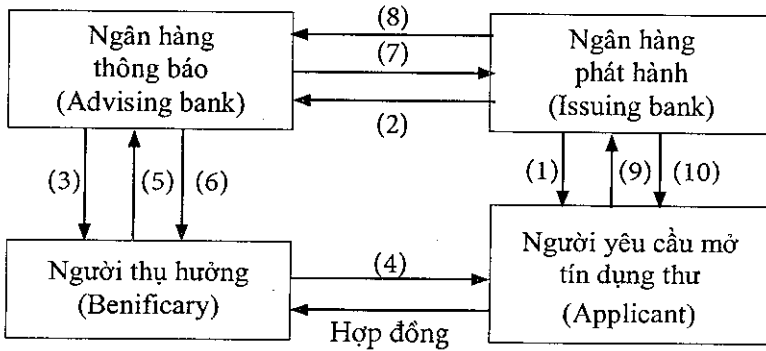 (8)
Ngân hàng
thông báo
(Advising bank)
(7)
Ngân hàng
phát hành
(Issuing bank)
(2)
(3)
(5)
(6)
(1)
(9)
(10)
Người thụ hưởng
(Benificary)
(4)
Người yêu cầu mở
tín dụng thư
(Applicant)
Hợp đồng